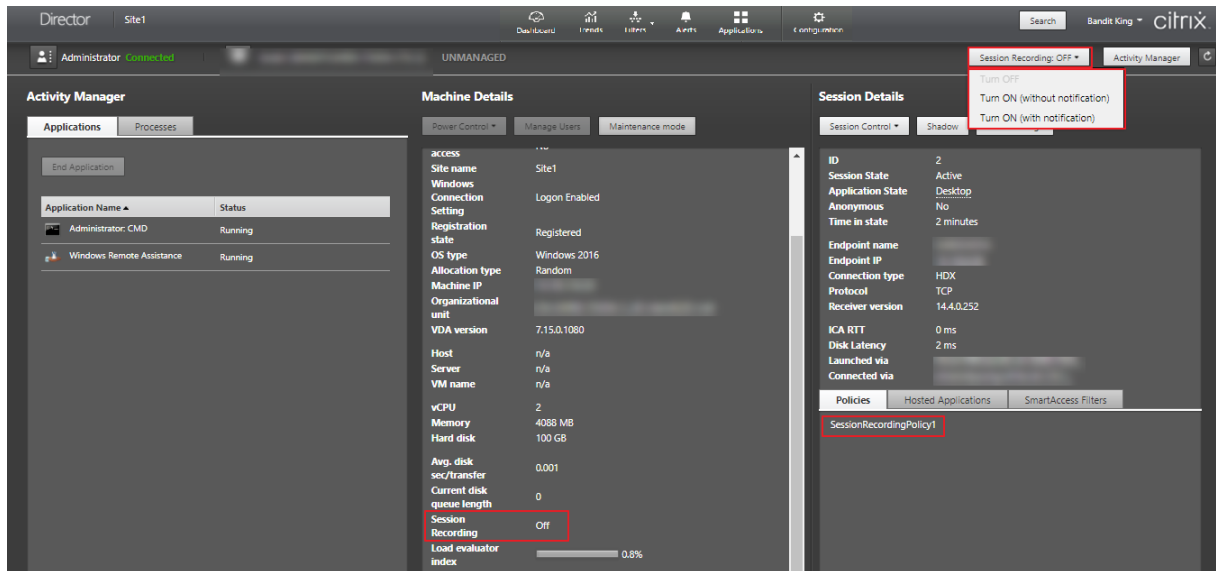 Director Site1
Dashboard Trends Filters Alerts Applications Configuration
Search Bandit King citrix
Administrator Connected UNMANAGED
Session Recording: OFF Activity Manager
Turn OFF
Turn ON (without notification)
Turn ON (with notification)
Activity Manager
Applications Processes
End Application
Application Name Status
Administrator: CMD Running
Windows Remote Assistance Running
Machine Details
Power Control Manage Users Maintenance mode
access No
Site name Site1
Windows
Connection Logon Enabled
Setting
Registration
state Registered
OS type Windows 2016
Allocation type Random
Machine IP
Organizational
unit
VDA version 7.15.0.1080
Host n/a
Server n/a
VM name n/a
vCPU 2
Memory 4088 MB
Hard disk 100 GB
Avg. disk
sec/transfer 0.001
Current disk
queue length 0
Session
Recording Off
Load evaluator
index 0.8%
Session Details
Session Control Shadow
ID 2
Session State Active
Application State Desktop
Anonymous No
Time in state 2 minutes
Endpoint name
Endpoint IP
Connection type HDX
Protocol TCP
Receiver version 14.4.0.252
ICA RTT 0 ms
Disk Latency 2 ms
Launched via
Connected via
Policies Hosted Applications SmartAccess Filters
SessionRecordingPolicy1